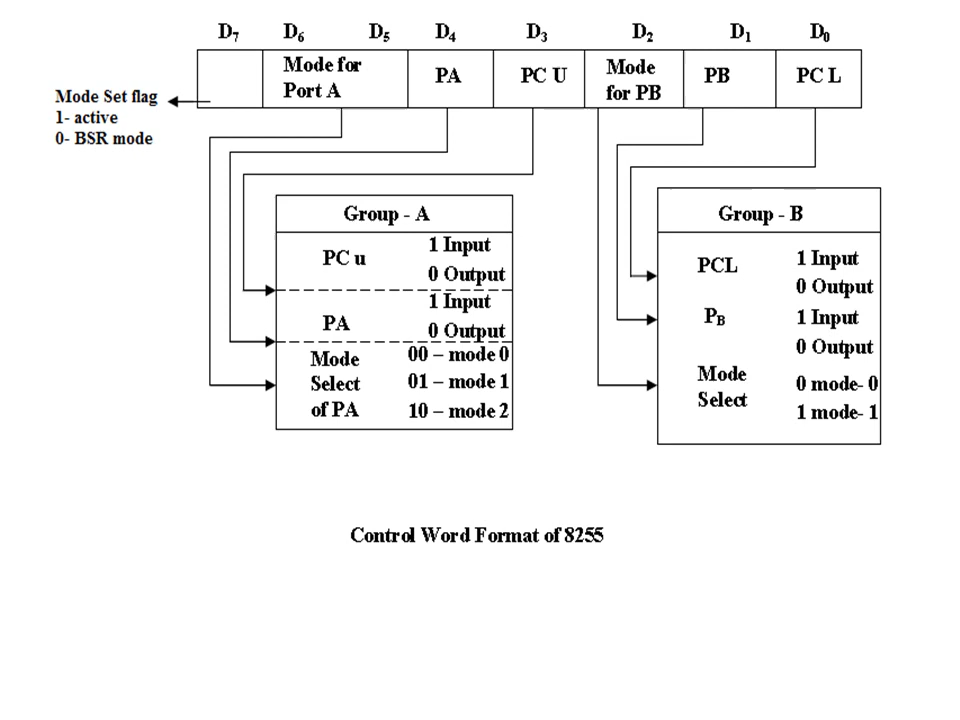 D7 D6 D5 D4 D3 D2 D1 D0
Mode for Port A
PA
PC U
Mode for PB
PB
PC L
Mode Set flag
1- active
0- BSR mode
Group - A
PC u
1 Input
0 Output
PA
1 Input
0 Output
Mode Select of PA
00 – mode 0
01 – mode 1
10 – mode 2
Group - B
PCL
1 Input
0 Output
PB
1 Input
0 Output
Mode Select
0 mode- 0
1 mode- 1
Control Word Format of 8255